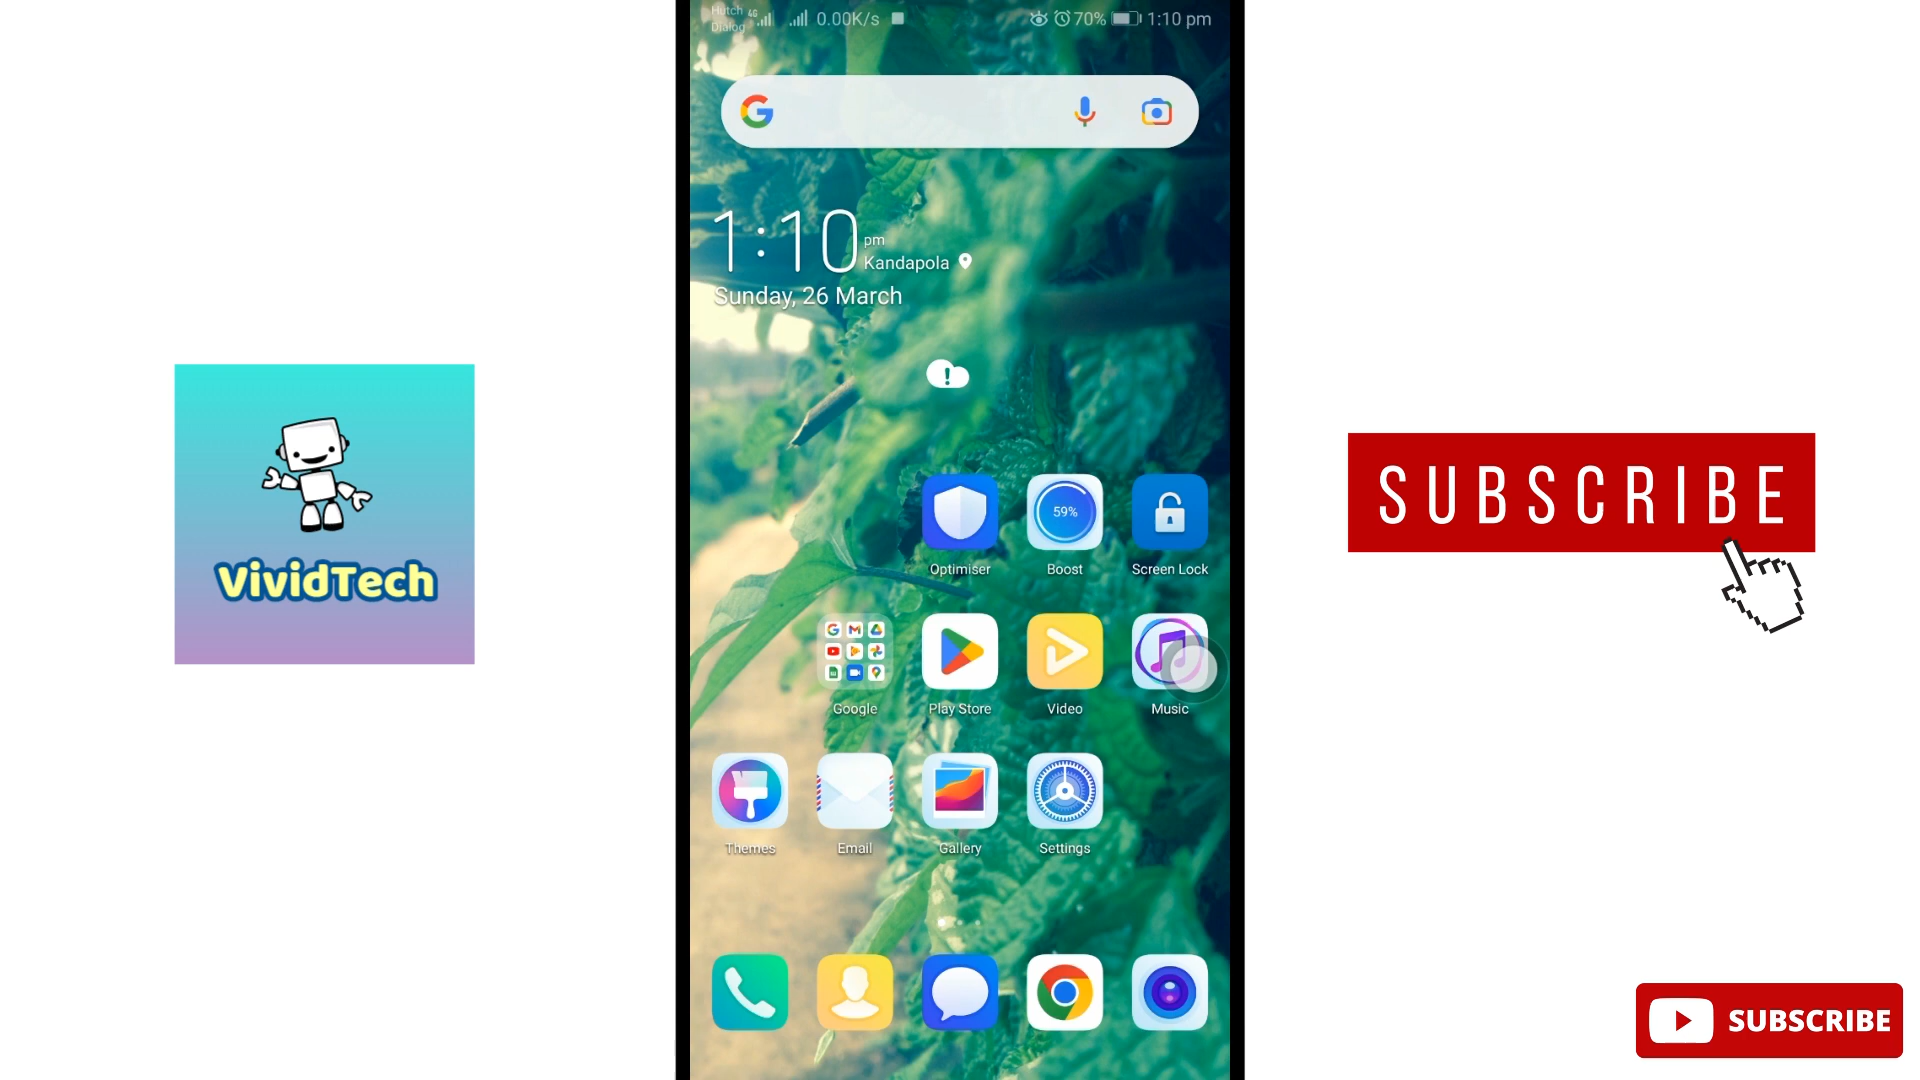 Hutch 4G 0.00K/s 70% 1:10 pm
Dialog
1:10 pm
Kandapola
Sunday, 26 March
59%
Optimiser Boost Screen Lock
Google Play Store Video Music
Themes Email Gallery Settings
VividTech
SUBSCRIBE
SUBSCRIBE